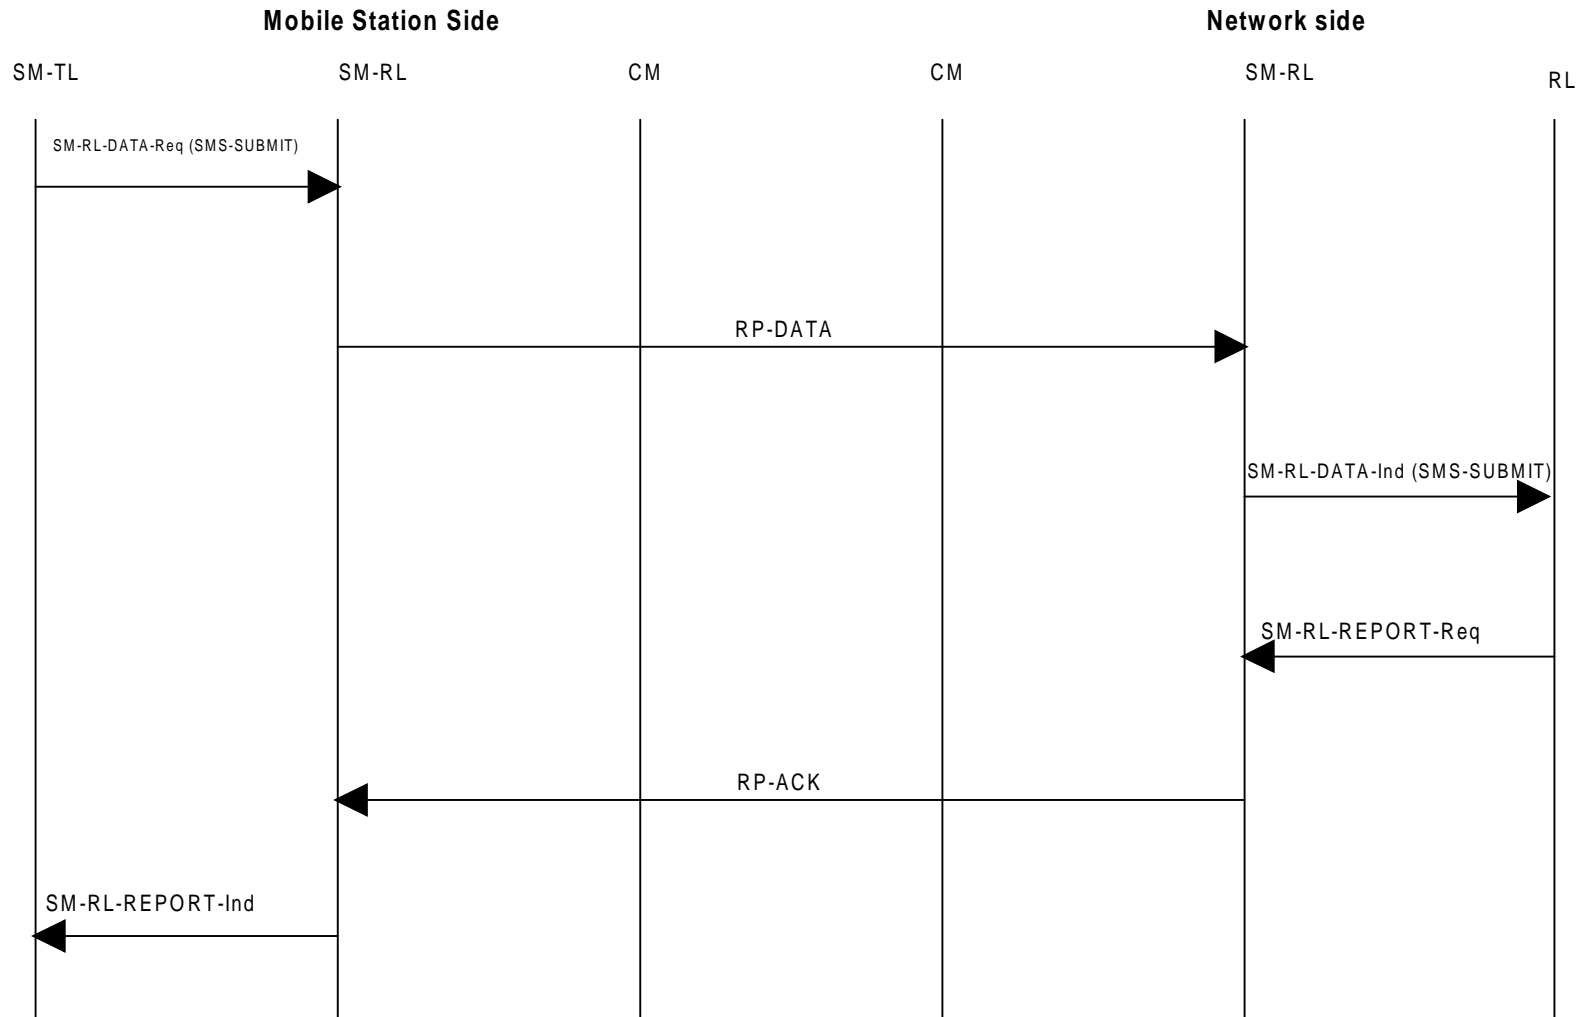 Mobile Station Side
Network side
SM-TL
SM-RL
CM
CM
SM-RL
RL
SM-RL-DATA-Req (SMS-SUBMIT)
RP-DATA
SM-RL-DATA-Ind (SMS-SUBMIT)
SM-RL-REPORT-Req
RP-ACK
SM-RL-REPORT-Ind